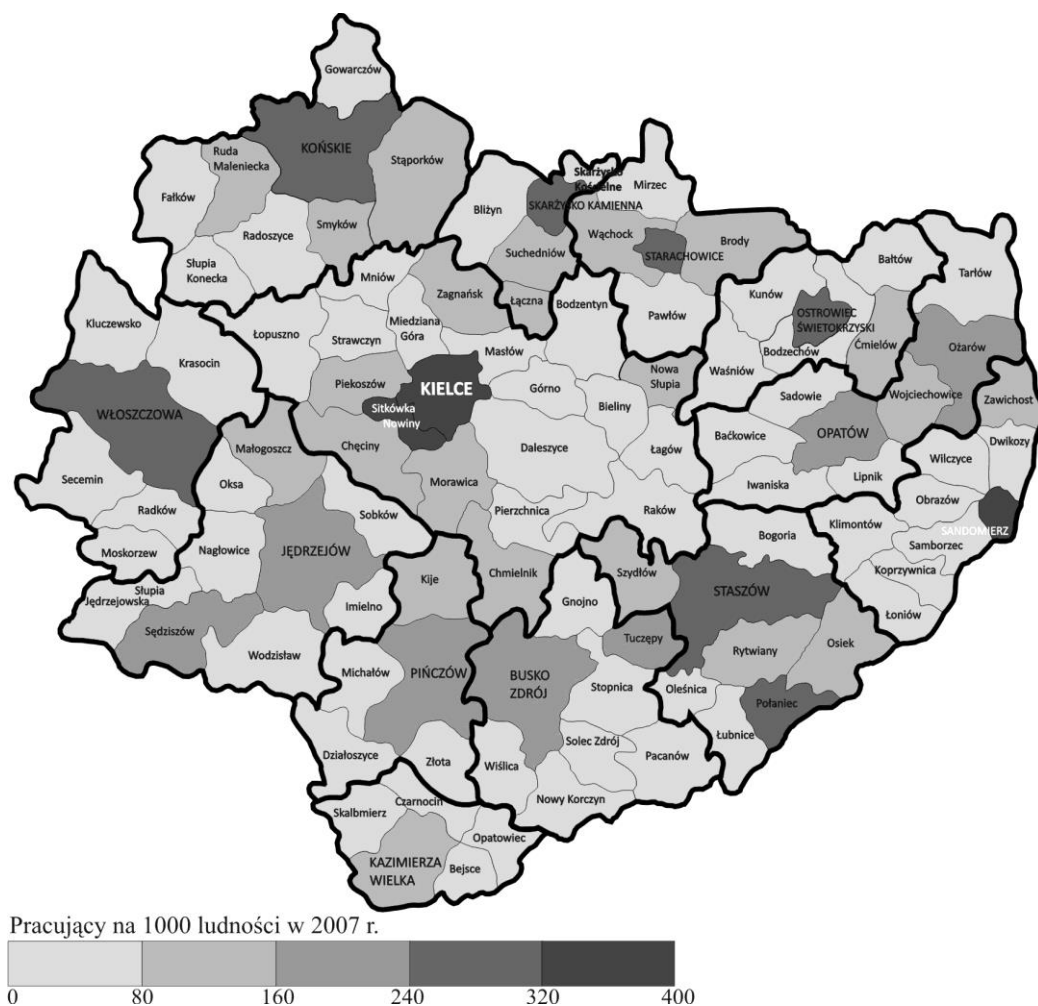 Gowarczów
KOŃSKIE
Ruda
Maleniecka
Stąporków
Fałków
Smyków
Radoszyce
Słupia
Konecka
Skarżysko
Kościelne
Mirzec
Bliżyn
SKARŻYSKO KAMIENNA
Wąchock
Brody
STARACHOWICE
Suchedniów
Mniów
Zagnańsk
Łączna
Bodzentyn
Pawłów
Bałtów
Tarłów
Kunów
OSTROWIEC
ŚWIETOKRZYSKI
Bodzechów
Ćmielów
Ożarów
Waśniów
Kluczewsko
Krasocin
Łopuszno
Strawczyn
Miedziana
Góra
Masłów
Piekoszów
KIELCE
Górno
Nowa
Słupia
Bieliny
Sitkówka
Nowiny
Sadowie
Wojciechowice
Zawichost
WŁOSZCZOWA
Małogoszcz
Chęciny
Daleszyce
Łagów
Baćkowice
OPATÓW
Dwikozy
Wilczyce
Secemin
Oksa
Morawica
Iwaniska
Lipnik
Obrazów
Radków
Sobków
Pierzchnica
Raków
Klimontów
SANDOMIERZ
Bogoria
Samborzec
Moskorzew
Nagłowice
JĘDRZEJÓW
Kije
Chmielnik
Szydłów
Koprzywnica
Słupia
Jędrzejowska
Imielno
Gnojno
STASZÓW
Łoniów
Sędziszów
Wodzisław
Tuczępy
Rytwiany
Osiek
Michałów
PIŃCZÓW
BUSKO
ZDRÓJ
Stopnica
Oleśnica
Połaniec
Łubnice
Działoszyce
Złota
Wiślica
Solec Zdrój
Pacanów
Nowy Korczyn
Skalbmierz
Czarnocin
Opatowiec
KAZIMIERZA
WIELKA
Bejsce
Pracujący na 1000 ludności w 2007 r.
0 80 160 240 320 400